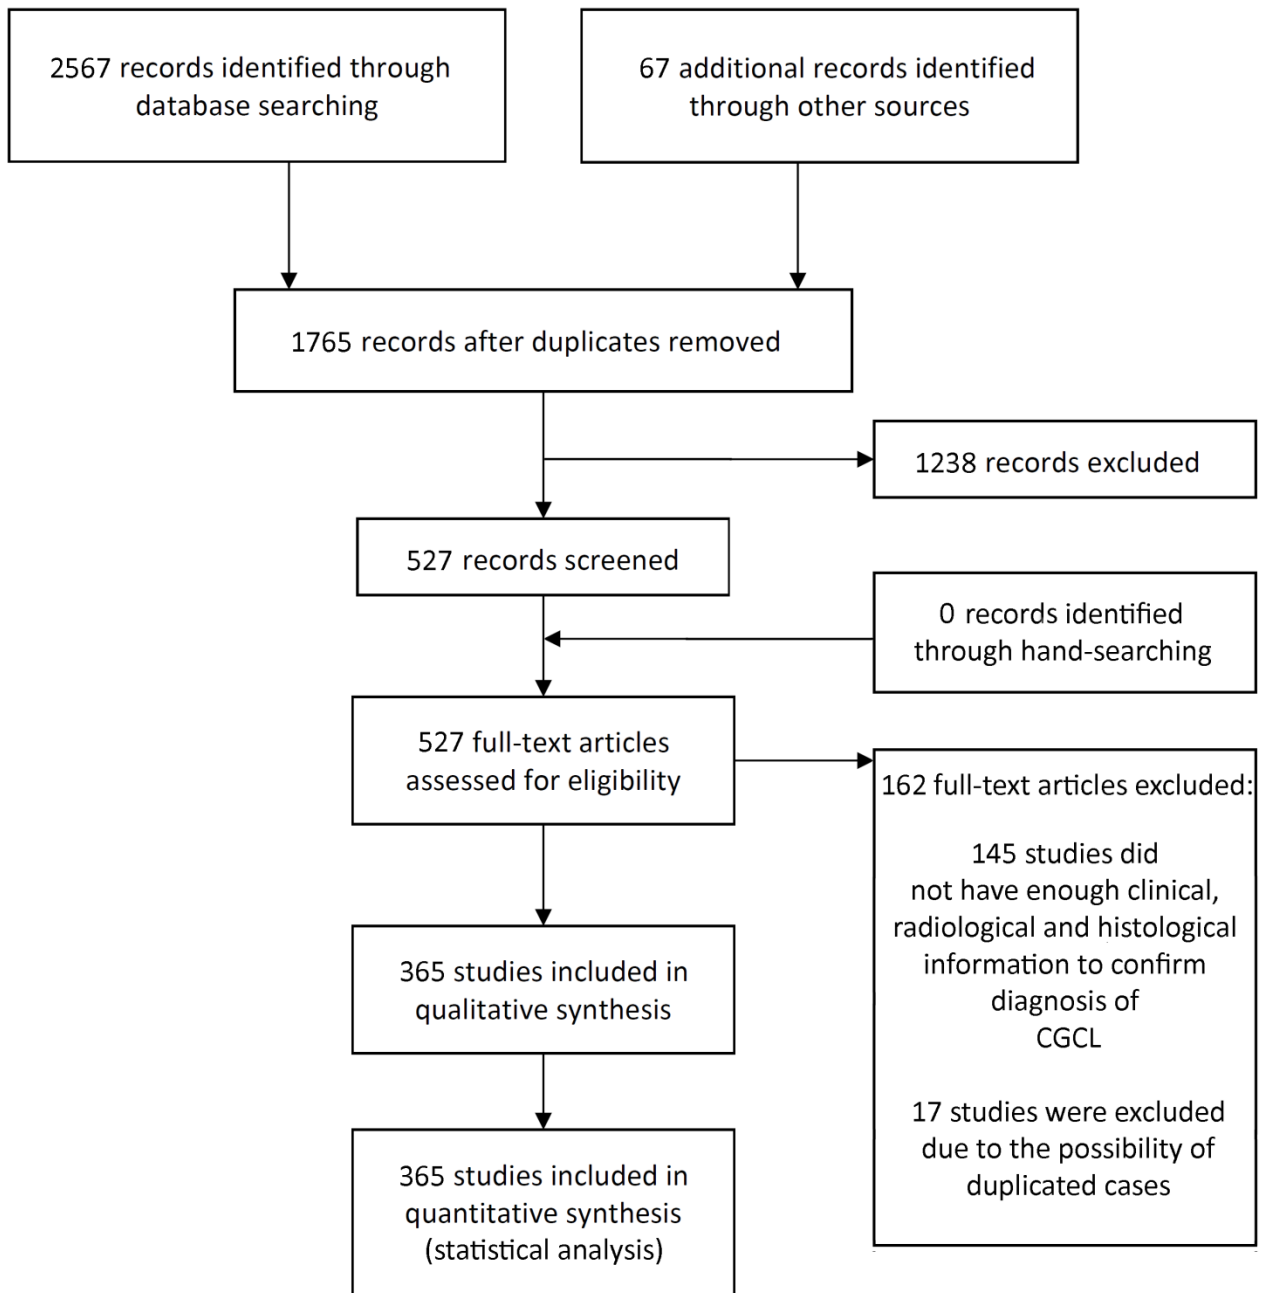 2567 records identified through
database searching
67 additional records identified
through other sources
1765 records after duplicates removed
1238 records excluded
527 records screened
0 records identified
through hand-searching
527 full-text articles
assessed for eligibility
162 full-text articles excluded:
145 studies did
not have enough clinical,
radiological and histological
information to confirm
diagnosis of
CGCL
17 studies were excluded
due to the possibility of
duplicated cases
365 studies included in
qualitative synthesis
365 studies included in
quantitative synthesis
(statistical analysis)